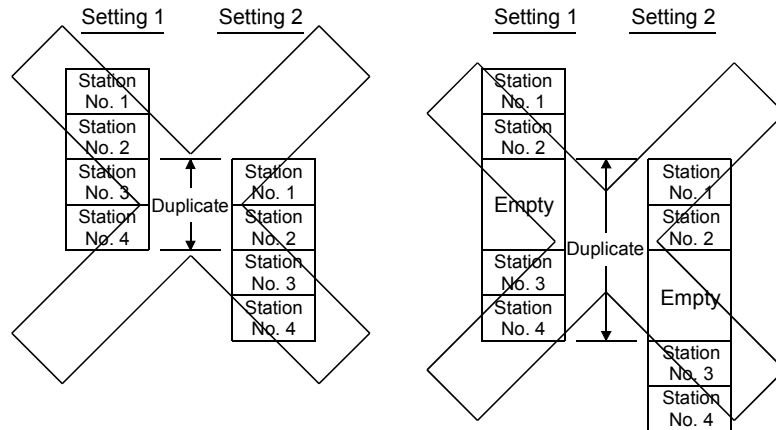 Setting 1
Setting 2
Station
No. 1
Station
No. 2
Station
No. 3
Station
No. 4
Duplicate
Station
No. 1
Station
No. 2
Station
No. 3
Station
No. 4
Setting 1
Setting 2
Station
No. 1
Station
No. 2
Empty
Station
No. 3
Station
No. 4
Duplicate
Station
No. 1
Station
No. 2
Empty
Station
No. 3
Station
No. 4